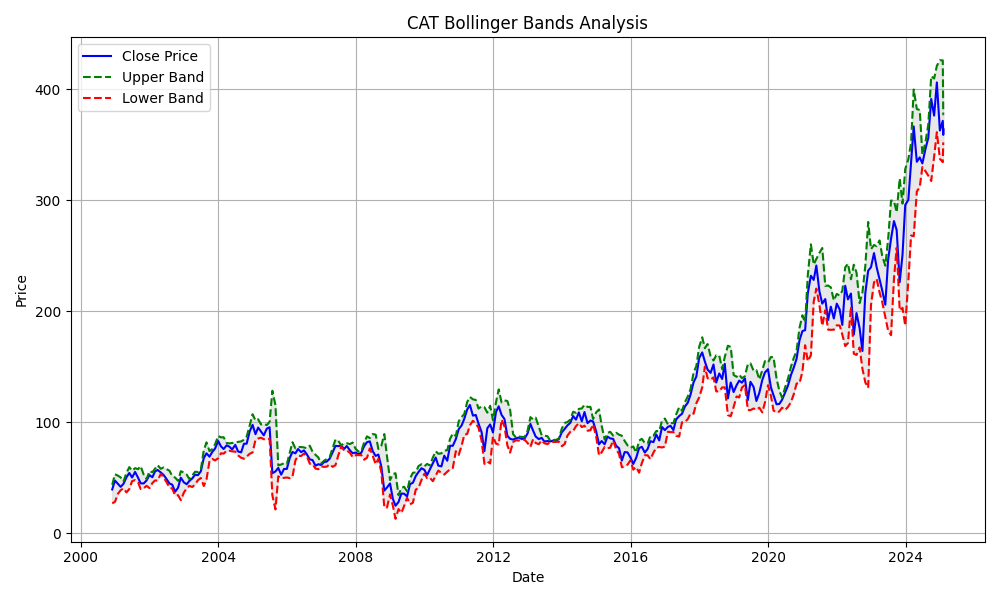 CAT Bollinger Bands Analysis
Close Price
Upper Band
Lower Band
Price
400
300
200
100
0
2000 2004 2008 2012 2016 2020 2024
Date